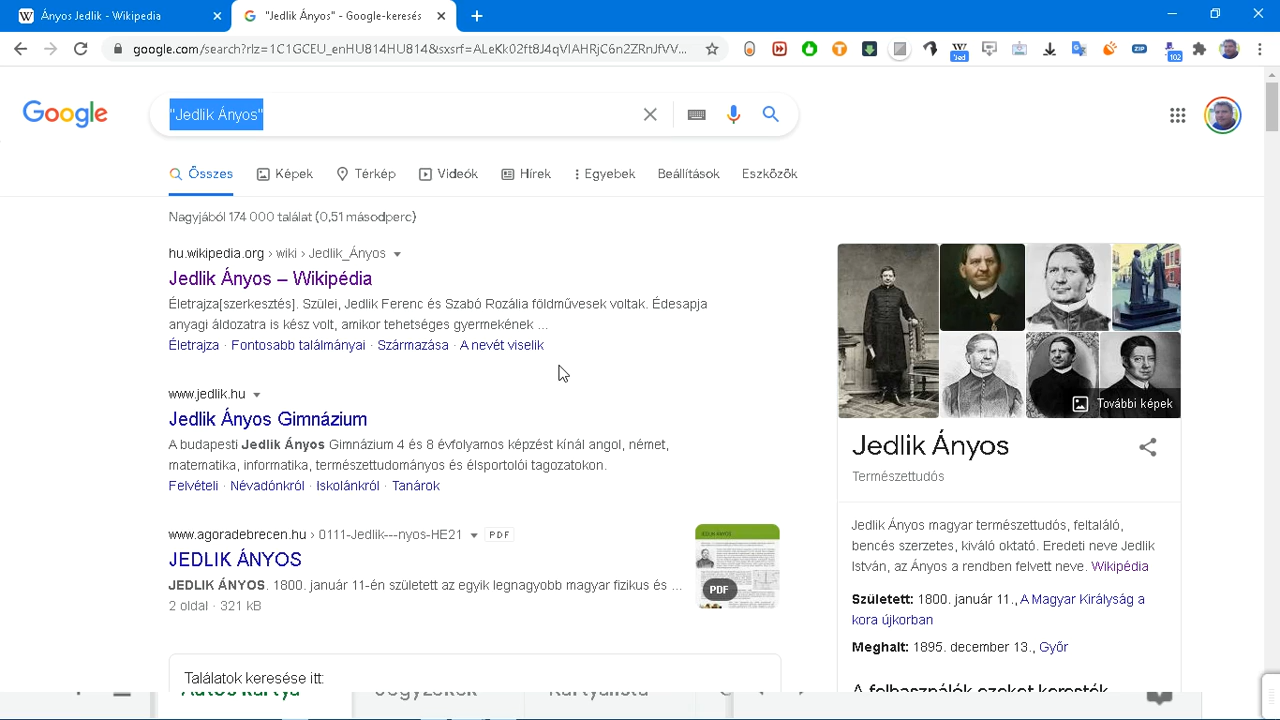 Ányos Jedlik - Wikipedia
"Jedlik Ányos" - Google-keresés
google.com/search?rlz=1C1GCEU_enHU814HU814&sxsrf=ALeKk02ft8J4qVIAHRjC6n2ZRnJfVV...
Google
"Jedlik Ányos"
Összes
Képek
Térkép
Videók
Hírek
Egyebek
Beállítások
Eszközök
Nagyjából 174 000 találat (0,51 másodperc)
hu.wikipedia.org › wiki › Jedlik_Ányos
Jedlik Ányos – Wikipédia
Életrajza[szerkesztés]. Szülei, Jedlik Ferenc és Szabó Rozália földművesek voltak. Édesapja
anyagi áldozatra is kész volt, amikor tehetséges gyermekének ...
Életrajza · Fontosabb találmányai · Származása · A nevét viselik
www.jedlik.hu
Jedlik Ányos Gimnázium
A budapesti Jedlik Ányos Gimnázium 4 és 8 évfolyamos képzést kínál angol, német,
matematika, informatika, természettudományos és élsportolói tagozatokon.
Felvételi · Névadónkról · Iskolánkról · Tanárok
www.agoradebrecen.hu › 0111-Jedlik---nyos-HE21
PDF
JEDLIK ÁNYOS
JEDLIK ÁNYOS. 1800. január 11-én született az egyik legnagyobb magyar fizikus és ...
2 oldal · 921 kB
PDF
Találatok keresése itt:
További képek
Jedlik Ányos
Természettudós
Jedlik Ányos magyar természettudós, feltaláló,
bencés szerzetes, kiváló oktató. Eredeti neve Jedlik
István, az Ányos a rendben felvett neve. Wikipédia
Született: 1800. január 11., A Magyar Királyság a
kora újkorban
Meghalt: 1895. december 13., Győr
A felhasználók ezeket keresték